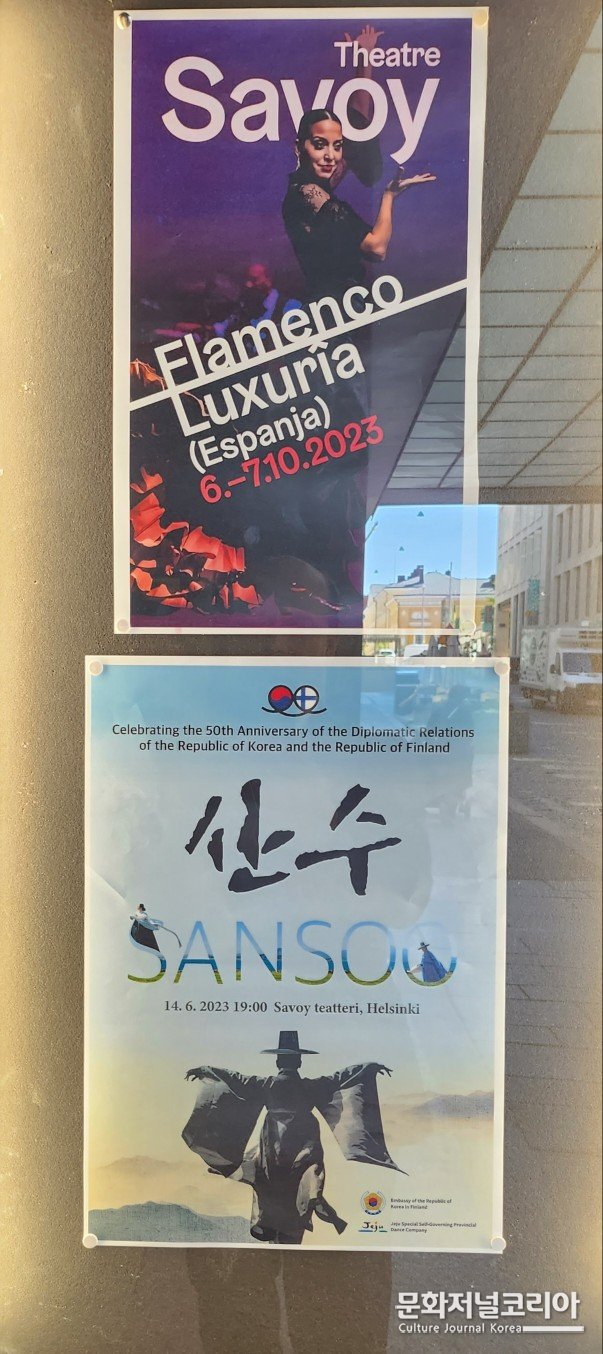 Theatre
Savoy
Flamenco
Luxuría
(Espanja)
6.–7.10.2023
Celebrating the 50th Anniversary of the Diplomatic Relations
of the Republic of Korea and the Republic of Finland
산수
SANSOO
14. 6. 2023 19:00 Savoy teatteri, Helsinki
Embassy of the Republic of
Korea in Finland
Jeju
Jeju Special Self-Governing Provincial
Dance Company
문화저널코리아
Culture Journal Korea